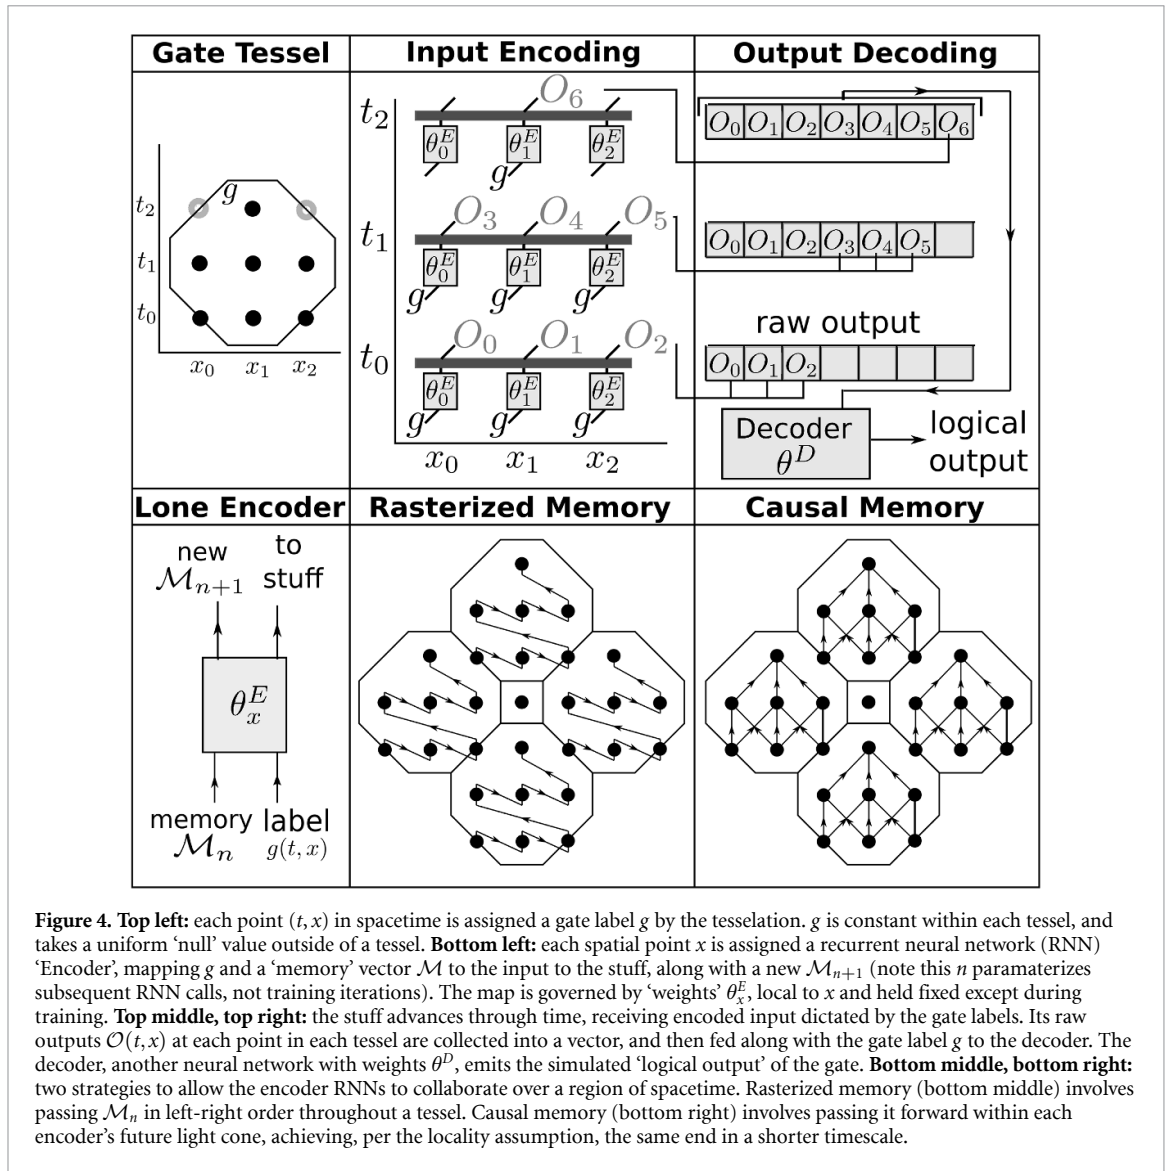 Gate Tessel
Input Encoding
Output Decoding
g
t₂
t₁
t₀
x₀ x₁ x₂
t₂ O₆
θ₀ᴱ θ₁ᴱ θ₂ᴱ
g
t₁ O₃ O₄ O₅
θ₀ᴱ θ₁ᴱ θ₂ᴱ
g g g
t₀ O₀ O₁ O₂
θ₀ᴱ θ₁ᴱ θ₂ᴱ
g g g
x₀ x₁ x₂
O₀ O₁ O₂ O₃ O₄ O₅ O₆
O₀ O₁ O₂ O₃ O₄ O₅
raw output
O₀ O₁ O₂
Decoder
θᴰ
logical
output
Lone Encoder
Rasterized Memory
Causal Memory
new
ℳₙ₊₁
to
stuff
θₓᴱ
memory
ℳₙ
label
g(t, x)
Figure 4. Top left: each point (t, x) in spacetime is assigned a gate label g by the tesselation. g is constant within each tessel, and
takes a uniform ‘null’ value outside of a tessel. Bottom left: each spatial point x is assigned a recurrent neural network (RNN)
‘Encoder’, mapping g and a ‘memory’ vector ℳ to the input to the stuff, along with a new ℳₙ₊₁ (note this n paramaterizes
subsequent RNN calls, not training iterations). The map is governed by ‘weights’ θₓᴱ, local to x and held fixed except during
training. Top middle, top right: the stuff advances through time, receiving encoded input dictated by the gate labels. Its raw
outputs 𝒪(t, x) at each point in each tessel are collected into a vector, and then fed along with the gate label g to the decoder. The
decoder, another neural network with weights θᴰ, emits the simulated ‘logical output’ of the gate. Bottom middle, bottom right:
two strategies to allow the encoder RNNs to collaborate over a region of spacetime. Rasterized memory (bottom middle) involves
passing ℳₙ in left-right order throughout a tessel. Causal memory (bottom right) involves passing it forward within each
encoder’s future light cone, achieving, per the locality assumption, the same end in a shorter timescale.